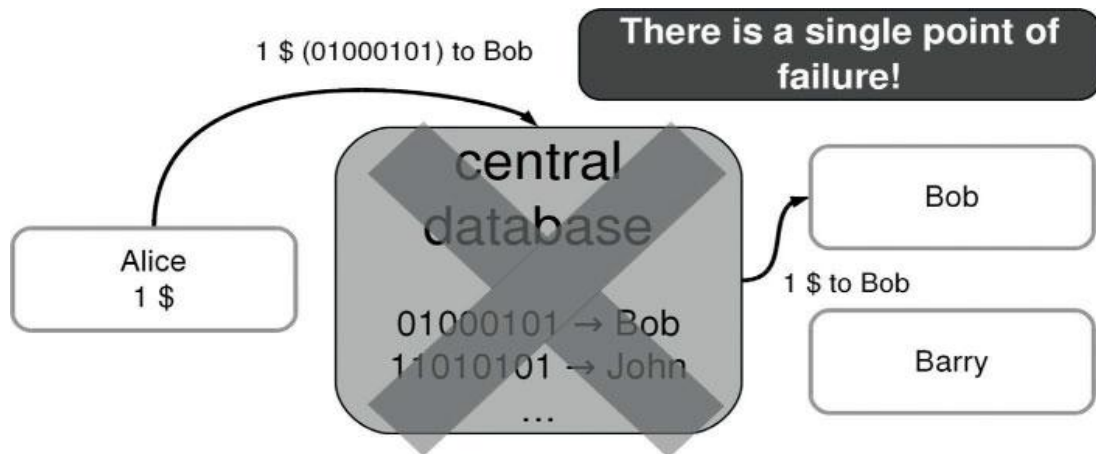 There is a single point of
failure!
1 $ (01000101) to Bob
central
database
01000101 → Bob
11010101 → John
...
Alice
1 $
1 $ to Bob
Bob
Barry